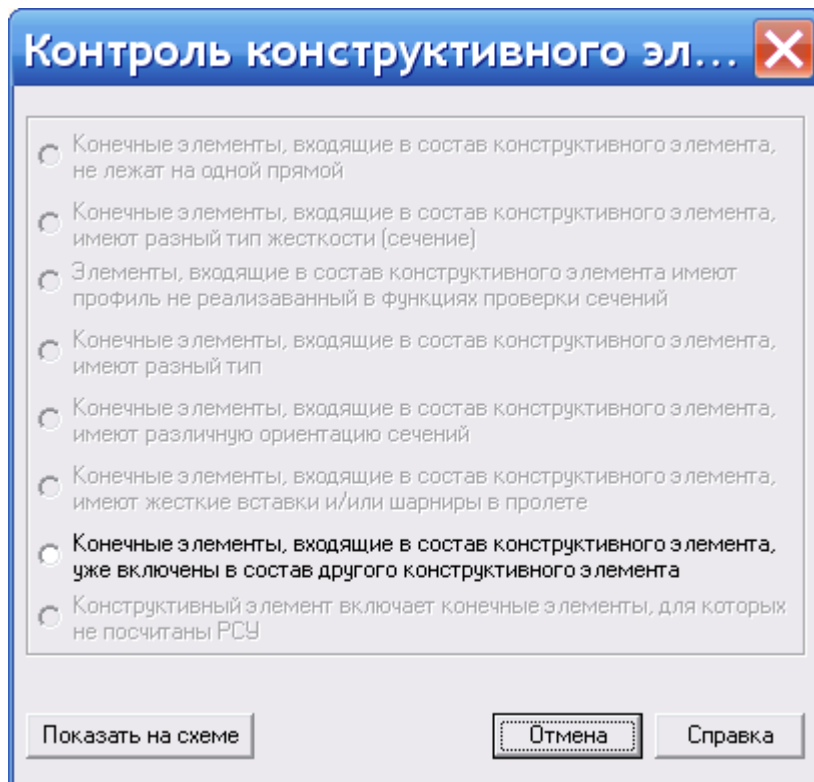 Контроль конструктивного эл...
Конечные элементы, входящие в состав конструктивного элемента,
не лежат на одной прямой
Конечные элементы, входящие в состав конструктивного элемента,
имеют разный тип жесткости (сечение)
Элементы, входящие в состав конструктивного элемента имеют
профиль не реализаванный в функциях проверки сечений
Конечные элементы, входящие в состав конструктивного элемента,
имеют разный тип
Конечные элементы, входящие в состав конструктивного элемента,
имеют различную ориентацию сечений
Конечные элементы, входящие в состав конструктивного элемента,
имеют жесткие вставки и/или шарниры в пролете
Конечные элементы, входящие в состав конструктивного элемента,
уже включены в состав другого конструктивного элемента
Конструктивный элемент включает конечные элементы, для которых
не посчитаны РСУ
Показать на схеме
Отмена
Справка